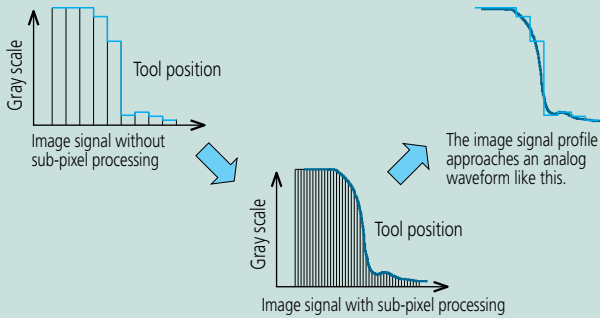 Gray scale
Tool position
Image signal without
sub-pixel processing
Gray scale
Tool position
Image signal with sub-pixel processing
The image signal profile
approaches an analog
waveform like this.